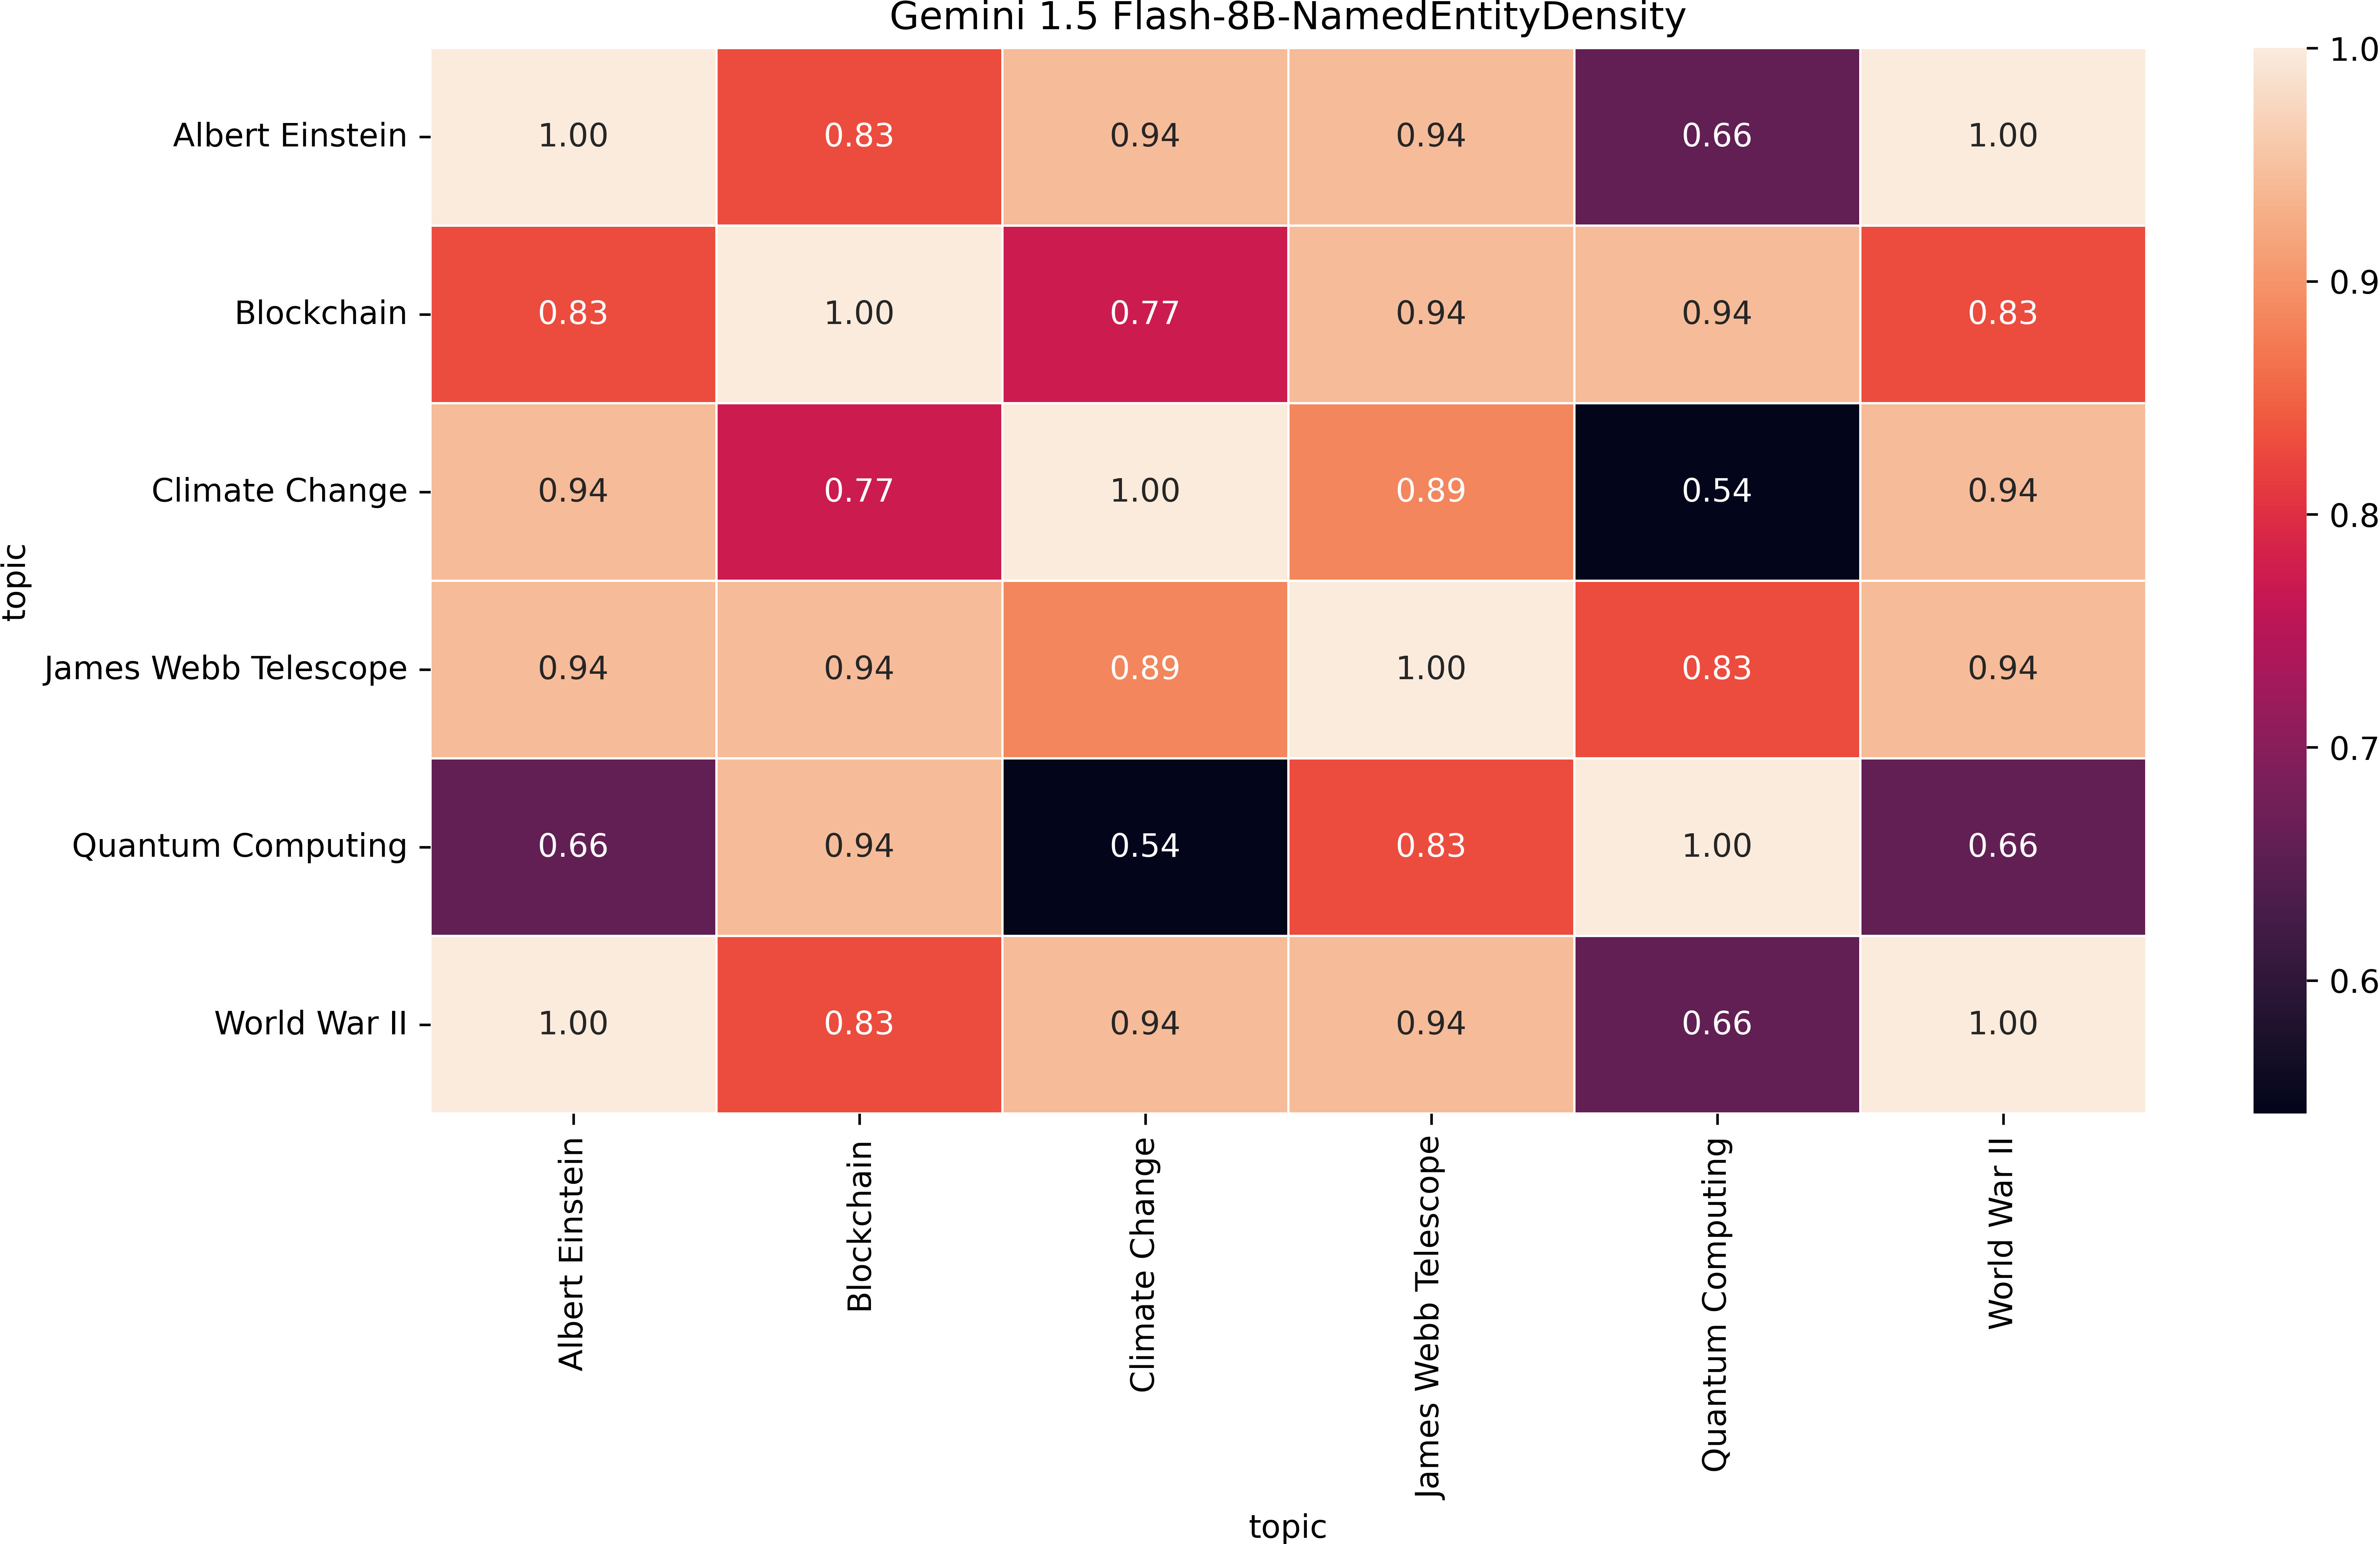 Gemini 1.5 Flash-8B-NamedEntityDensity
Albert Einstein 1.00 0.83 0.94 0.94 0.66 1.00
Blockchain 0.83 1.00 0.77 0.94 0.94 0.83
Climate Change 0.94 0.77 1.00 0.89 0.54 0.94
James Webb Telescope 0.94 0.94 0.89 1.00 0.83 0.94
Quantum Computing 0.66 0.94 0.54 0.83 1.00 0.66
World War II 1.00 0.83 0.94 0.94 0.66 1.00
topic
Albert Einstein
Blockchain
Climate Change
James Webb Telescope
Quantum Computing
World War II
topic
1.0
0.9
0.8
0.7
0.6